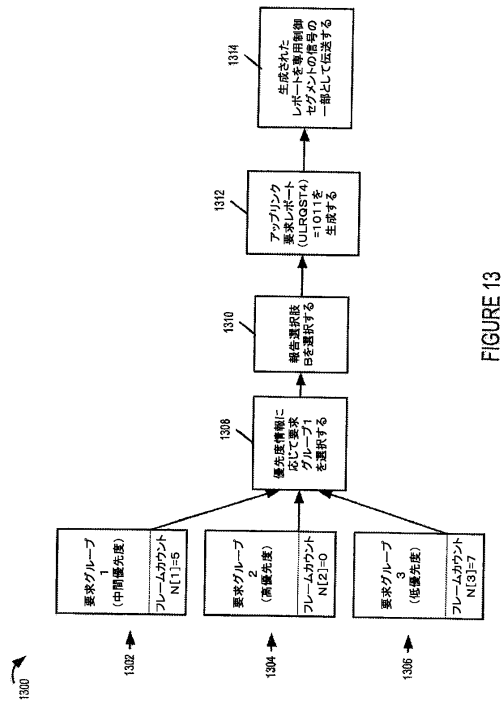 1300
1302
要求グループ
1
(中間優先度)
フレームカウント
N[1]=5
1304
要求グループ
2
(高優先度)
フレームカウント
N[2]=0
1306
要求グループ
3
(低優先度)
フレームカウント
N[3]=7
1308
優先度情報に
応じて要求
グループ1
を選択する
1310
報告選択肢
Bを選択する
1312
アップリンク
要求レポート
(ULRQST4)
=1011を
生成する
1314
生成された
レポートを専用制御
セグメントの信号の
一部として伝送する
FIGURE 13